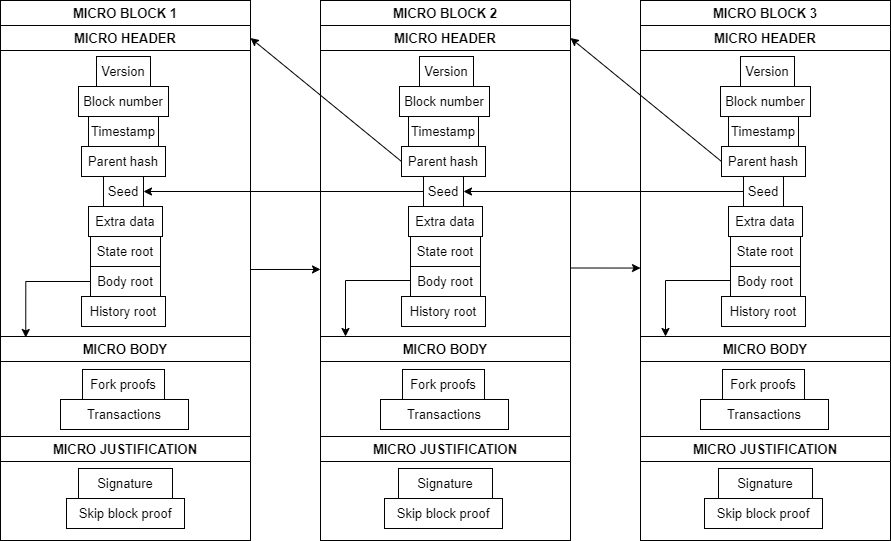 MICRO BLOCK 1
MICRO HEADER
Version
Block number
Timestamp
Parent hash
Seed
Extra data
State root
Body root
History root
MICRO BODY
Fork proofs
Transactions
MICRO JUSTIFICATION
Signature
Skip block proof
MICRO BLOCK 2
MICRO HEADER
Version
Block number
Timestamp
Parent hash
Seed
Extra data
State root
Body root
History root
MICRO BODY
Fork proofs
Transactions
MICRO JUSTIFICATION
Signature
Skip block proof
MICRO BLOCK 3
MICRO HEADER
Version
Block number
Timestamp
Parent hash
Seed
Extra data
State root
Body root
History root
MICRO BODY
Fork proofs
Transactions
MICRO JUSTIFICATION
Signature
Skip block proof